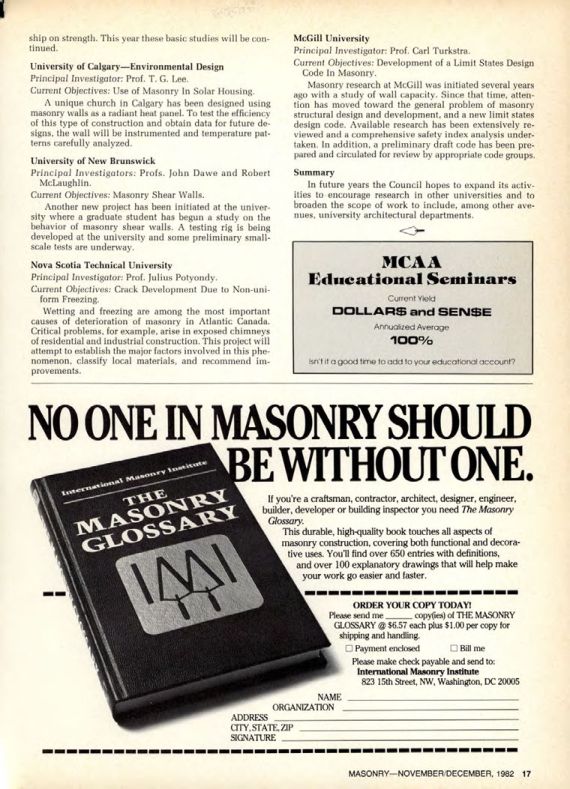 ship on strength. This year these basic studies will be con-
tinued.
University of Calgary—Environmental Design
Principal Investigator: Prof. T. G. Lee.
Current Objectives: Use of Masonry In Solar Housing.
A unique church in Calgary has been designed using
masonry walls as a radiant heat panel. To test the efficiency
of this type of construction and obtain data for future de-
signs, the wall will be instrumented and temperature pat-
terns carefully analyzed.
University of New Brunswick
Principal Investigators: Profs. John Dawe and Robert
McLaughlin.
Current Objectives: Masonry Shear Walls.
Another new project has been initiated at the univer-
sity where a graduate student has begun a study on the
behavior of masonry shear walls. A testing rig is being
developed at the university and some preliminary small-
scale tests are underway.
Nova Scotia Technical University
Principal Investigator: Prof. Julius Potyondy.
Current Objectives: Crack Development Due to Non-uni-
form Freezing.
Wetting and freezing are among the most important
causes of deterioration of masonry in Atlantic Canada.
Critical problems, for example, arise in exposed chimneys
of residential and industrial construction. This project will
attempt to establish the major factors involved in this phe-
nomenon, classify local materials, and recommend im-
provements.
McGill University
Principal Investigator: Prof. Carl Turkstra.
Current Objectives: Development of a Limit States Design
Code In Masonry.
Masonry research at McGill was initiated several years
ago with a study of wall capacity. Since that time, atten-
tion has moved toward the general problem of masonry
structural design and development, and a new limit states
design code. Available research has been extensively re-
viewed and a comprehensive safety index analysis under-
taken. In addition, a preliminary draft code has been pre-
pared and circulated for review by appropriate code groups.
Summary
In future years the Council hopes to expand its activ-
ities to encourage research in other universities and to
broaden the scope of work to include, among other ave-
nues, university architectural departments.
MCAA
Educational Seminars
Current Yield
DOLLAR$ and SEN$E
Annualized Average
100%
Isn't it a good time to add to your educational account?
NO ONE IN MASONRY SHOULD
BE WITHOUT ONE.
International Masonry Institute
THE
MASONRY
GLOSSARY
IMI
If you're a craftsman, contractor, architect, designer, engineer,
builder, developer or building inspector you need The Masonry
Glossary.
This durable, high-quality book touches all aspects of
masonry construction, covering both functional and decora-
tive uses. You'll find over 650 entries with definitions,
and over 100 explanatory drawings that will help make
your work go easier and faster.
ORDER YOUR COPY TODAY!
Please send me ______ copy(ies) of THE MASONRY
GLOSSARY @ $6.57 each plus $1.00 per copy for
shipping and handling.
☐ Payment enclosed ☐ Bill me
Please make check payable and send to:
International Masonry Institute
823 15th Street, NW, Washington, DC 20005
NAME
ORGANIZATION
ADDRESS
CITY, STATE, ZIP
SIGNATURE
MASONRY—NOVEMBER/DECEMBER, 1982 17